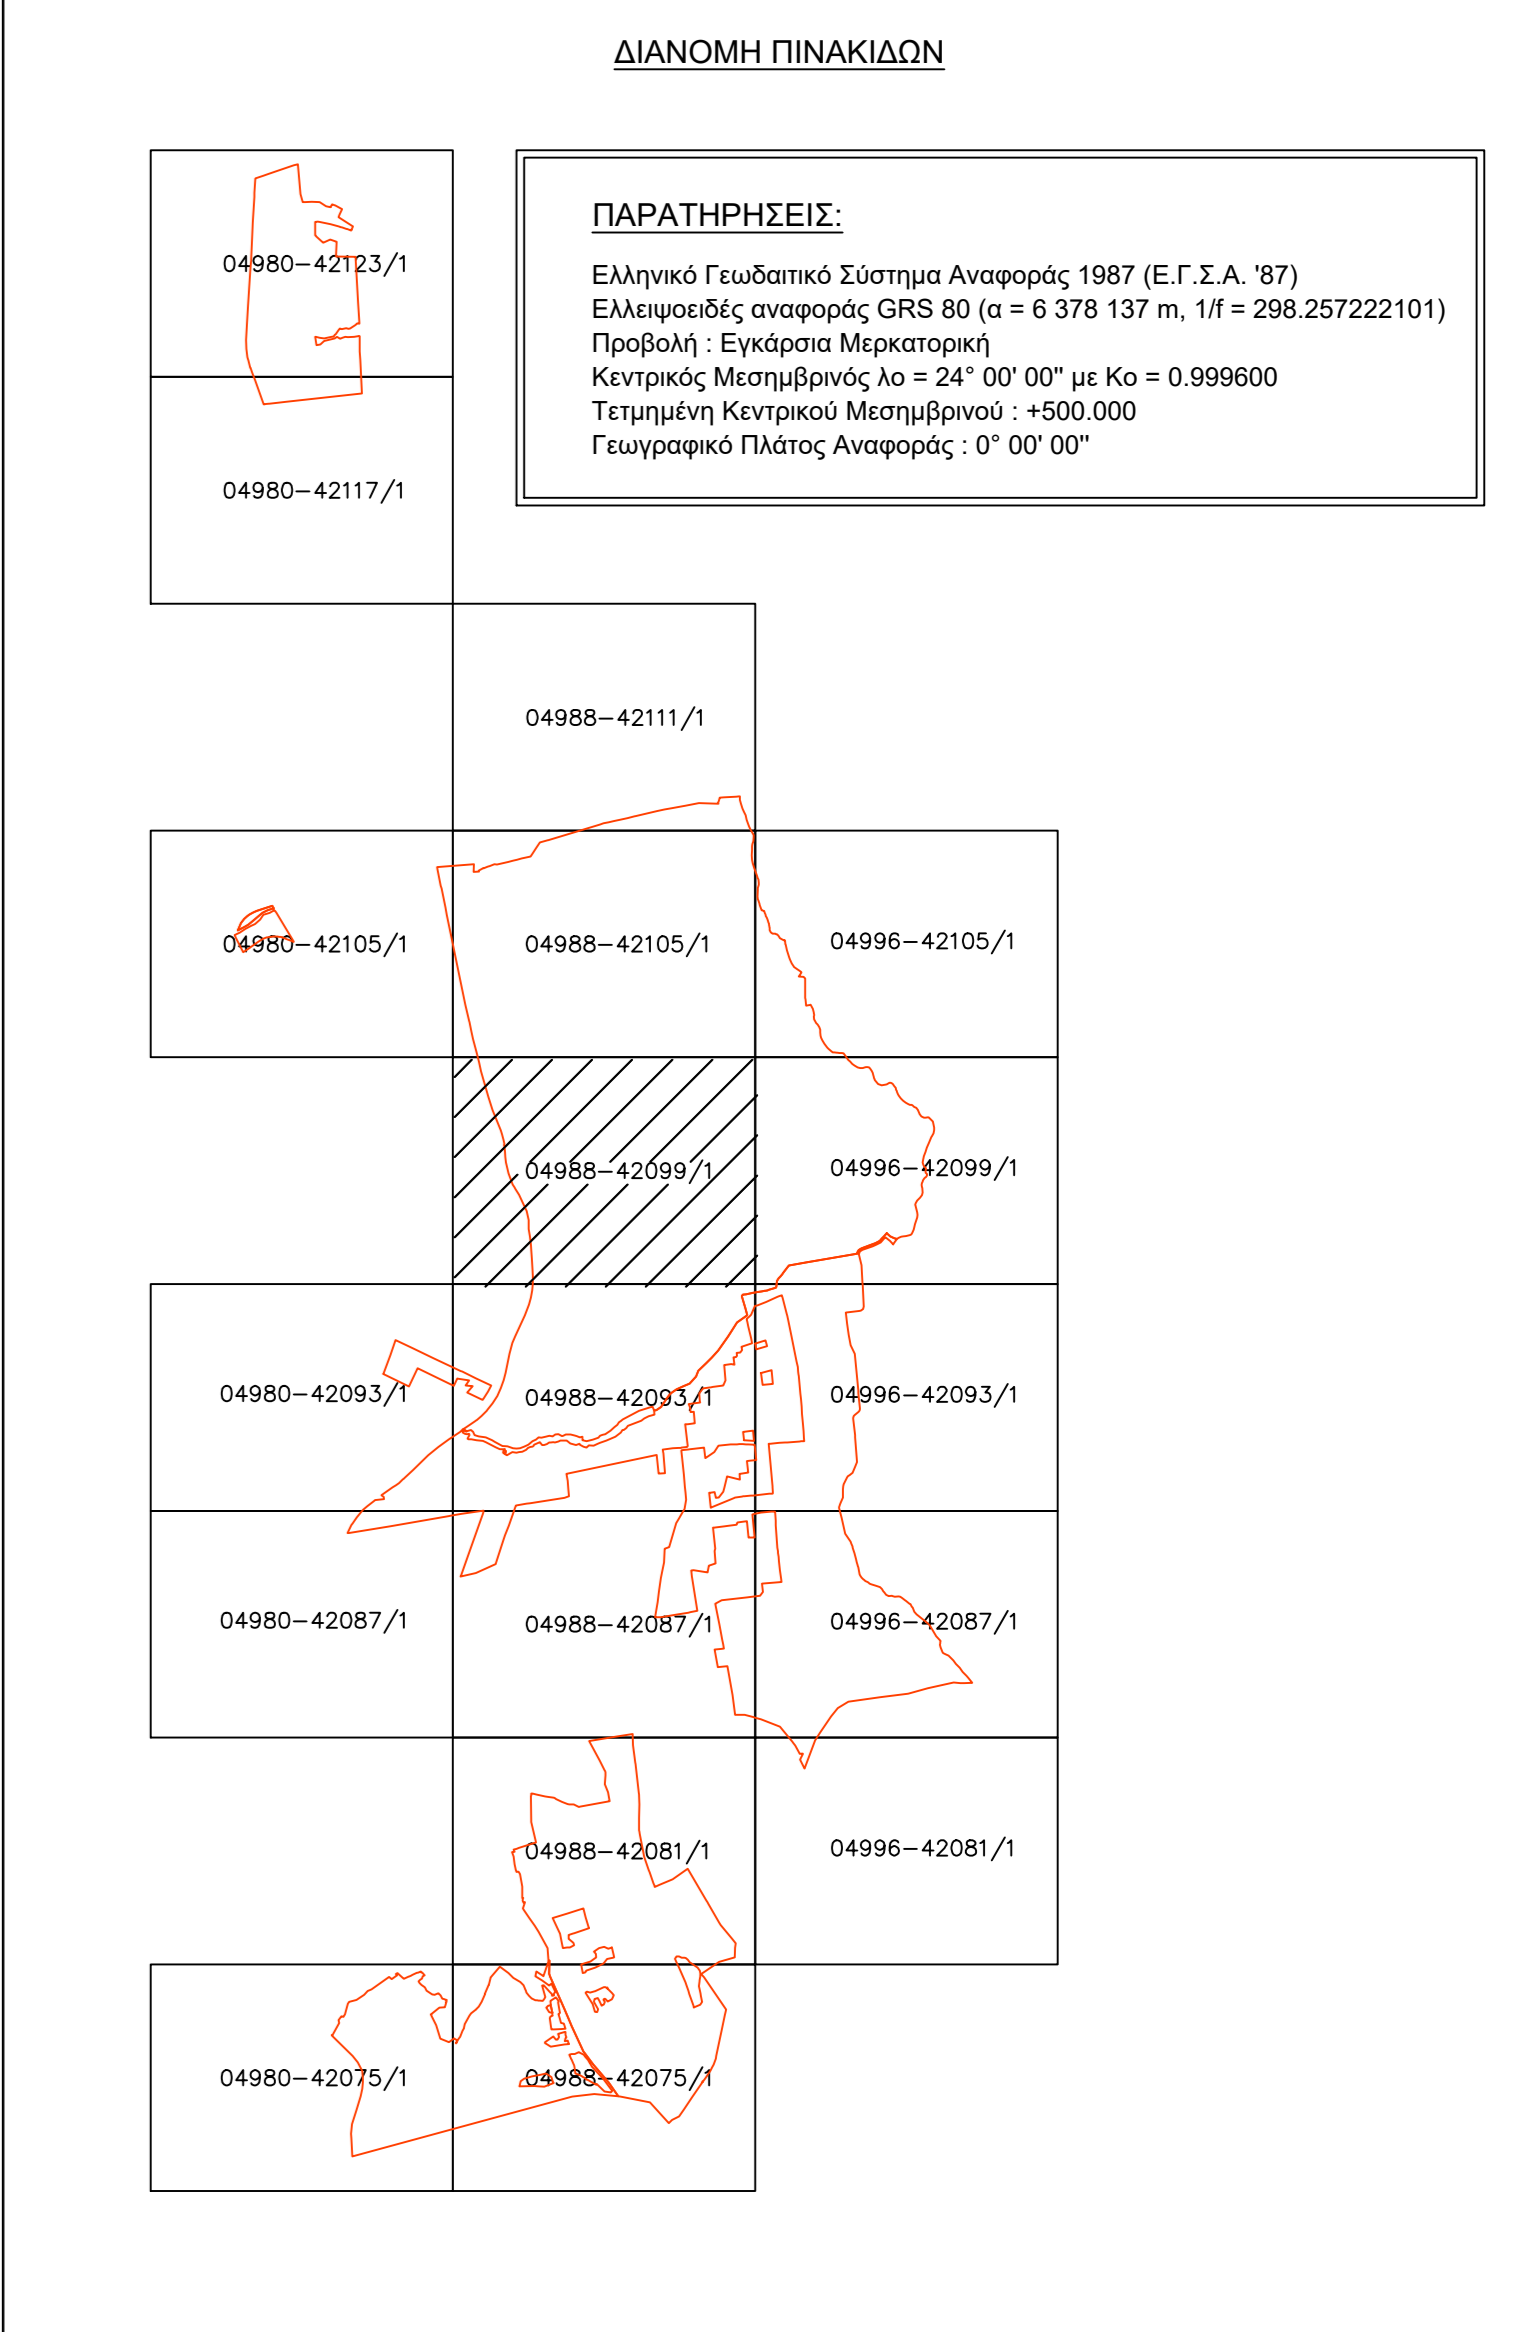 ΔΙΑΝΟΜΗ ΠΙΝΑΚΙΔΩΝ
ΠΑΡΑΤΗΡΗΣΕΙΣ:
Ελληνικό Γεωδαιτικό Σύστημα Αναφοράς 1987 (Ε.Γ.Σ.Α. '87)
Ελλειψοειδές αναφοράς GRS 80 (α = 6 378 137 m, 1/f = 298.257222101)
Προβολή : Εγκάρσια Μερκατορική
Κεντρικός Μεσημβρινός λο = 24° 00' 00" με Κο = 0.999600
Τετμημένη Κεντρικού Μεσημβρινού : +500.000
Γεωγραφικό Πλάτος Αναφοράς : 0° 00' 00"
04980-42123/1
04980-42117/1
04988-42111/1
04980-42105/1
04988-42105/1
04996-42105/1
04988-42099/1
04996-42099/1
04980-42093/1
04988-42093/1
04996-42093/1
04980-42087/1
04988-42087/1
04996-42087/1
04988-42081/1
04996-42081/1
04980-42075/1
04988-42075/1